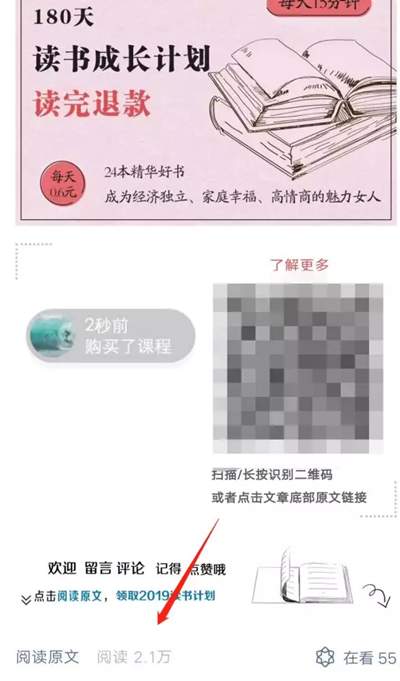 每天15分钟
180天
读书成长计划
读完退款
每天
0.6元
24本精华好书
成为经济独立、家庭幸福、高情商的魅力女人
了解更多
2秒前
购买了课程
扫描/长按识别二维码
或者点击文章底部原文链接
欢迎 留言评论 记得 点赞哦
点击阅读原文，领取2019读书计划
阅读原文 阅读 2.1万 在看 55